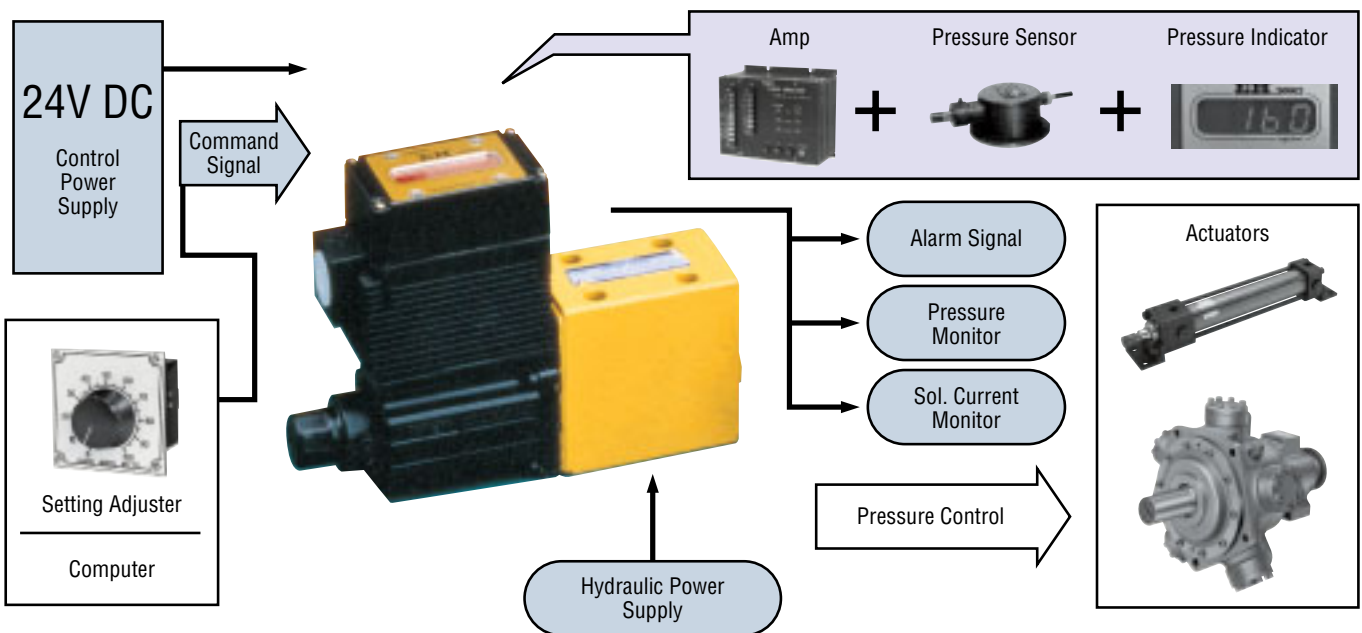 24V DC
Control
Power
Supply
Command
Signal
Setting Adjuster
Computer
Amp
Pressure Sensor
Pressure Indicator
160
Alarm Signal
Pressure
Monitor
Sol. Current
Monitor
Actuators
Pressure Control
Hydraulic Power
Supply